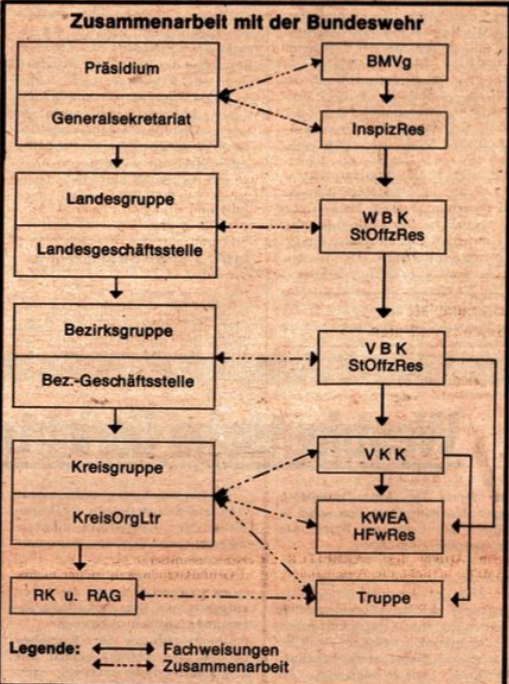 Zusammenarbeit mit der Bundeswehr
Präsidium
Generalsekretariat
BMVg
InspizRes
Landesgruppe
Landesgeschäftsstelle
W B K
StOffzRes
Bezirksgruppe
Bez.-Geschäftsstelle
V B K
StOffzRes
Kreisgruppe
KreisOrgLtr
V K K
KWEA
HFwRes
RK u. RAG
Truppe
Legende:
Fachweisungen
Zusammenarbeit